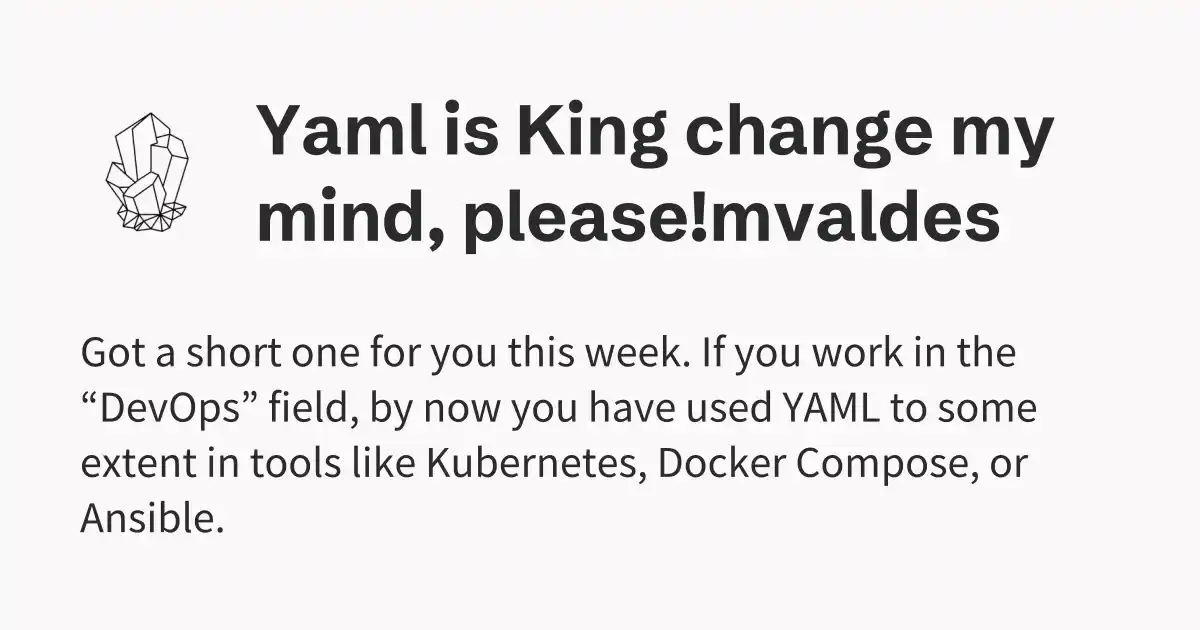 Yaml is King change my
mind, please!mvaldes
Got a short one for you this week. If you work in the
“DevOps” field, by now you have used YAML to some
extent in tools like Kubernetes, Docker Compose, or
Ansible.